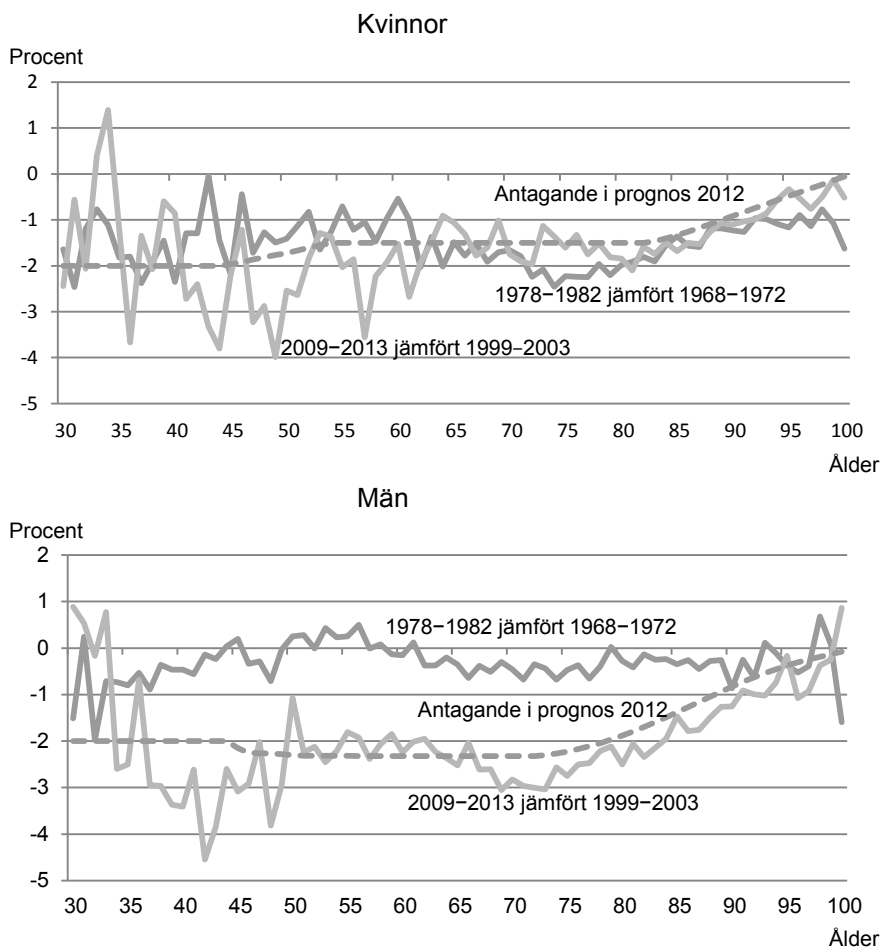 Kvinnor
Procent
2
1
0
-1
-2
-3
-4
-5
Antagande i prognos 2012
1978−1982 jämfört 1968−1972
2009−2013 jämfört 1999–2003
30 35 40 45 50 55 60 65 70 75 80 85 90 95 100
Ålder
Män
Procent
2
1
0
-1
-2
-3
-4
-5
1978−1982 jämfört 1968−1972
Antagande i prognos 2012
2009−2013 jämfört 1999−2003
30 35 40 45 50 55 60 65 70 75 80 85 90 95 100
Ålder